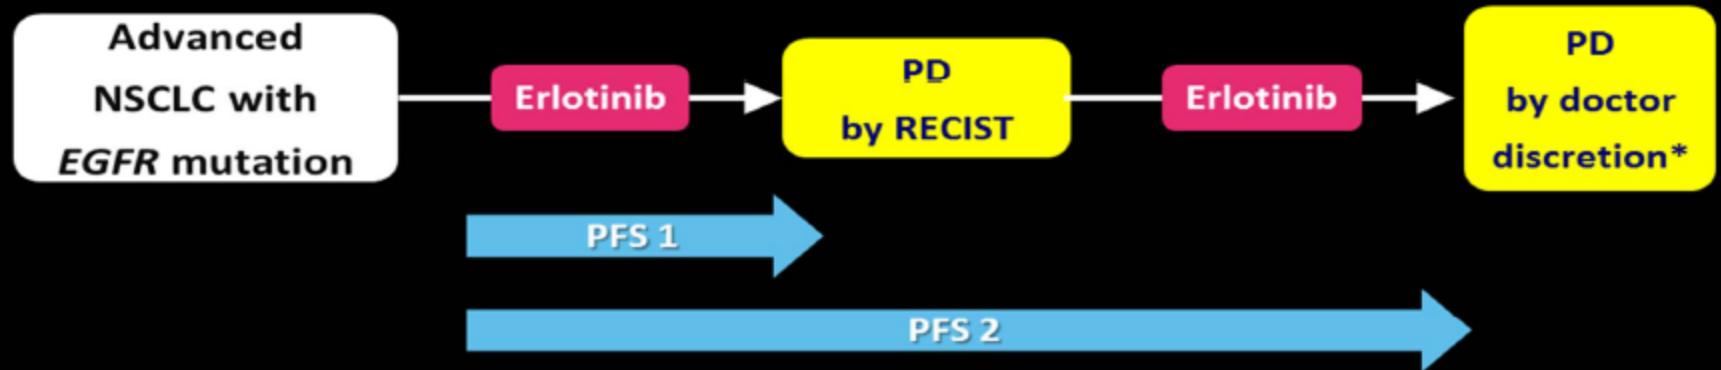 Advanced
NSCLC with
EGFR mutation
Erlotinib
PD
by RECIST
Erlotinib
PD
by doctor
discretion*
PFS 1
PFS 2